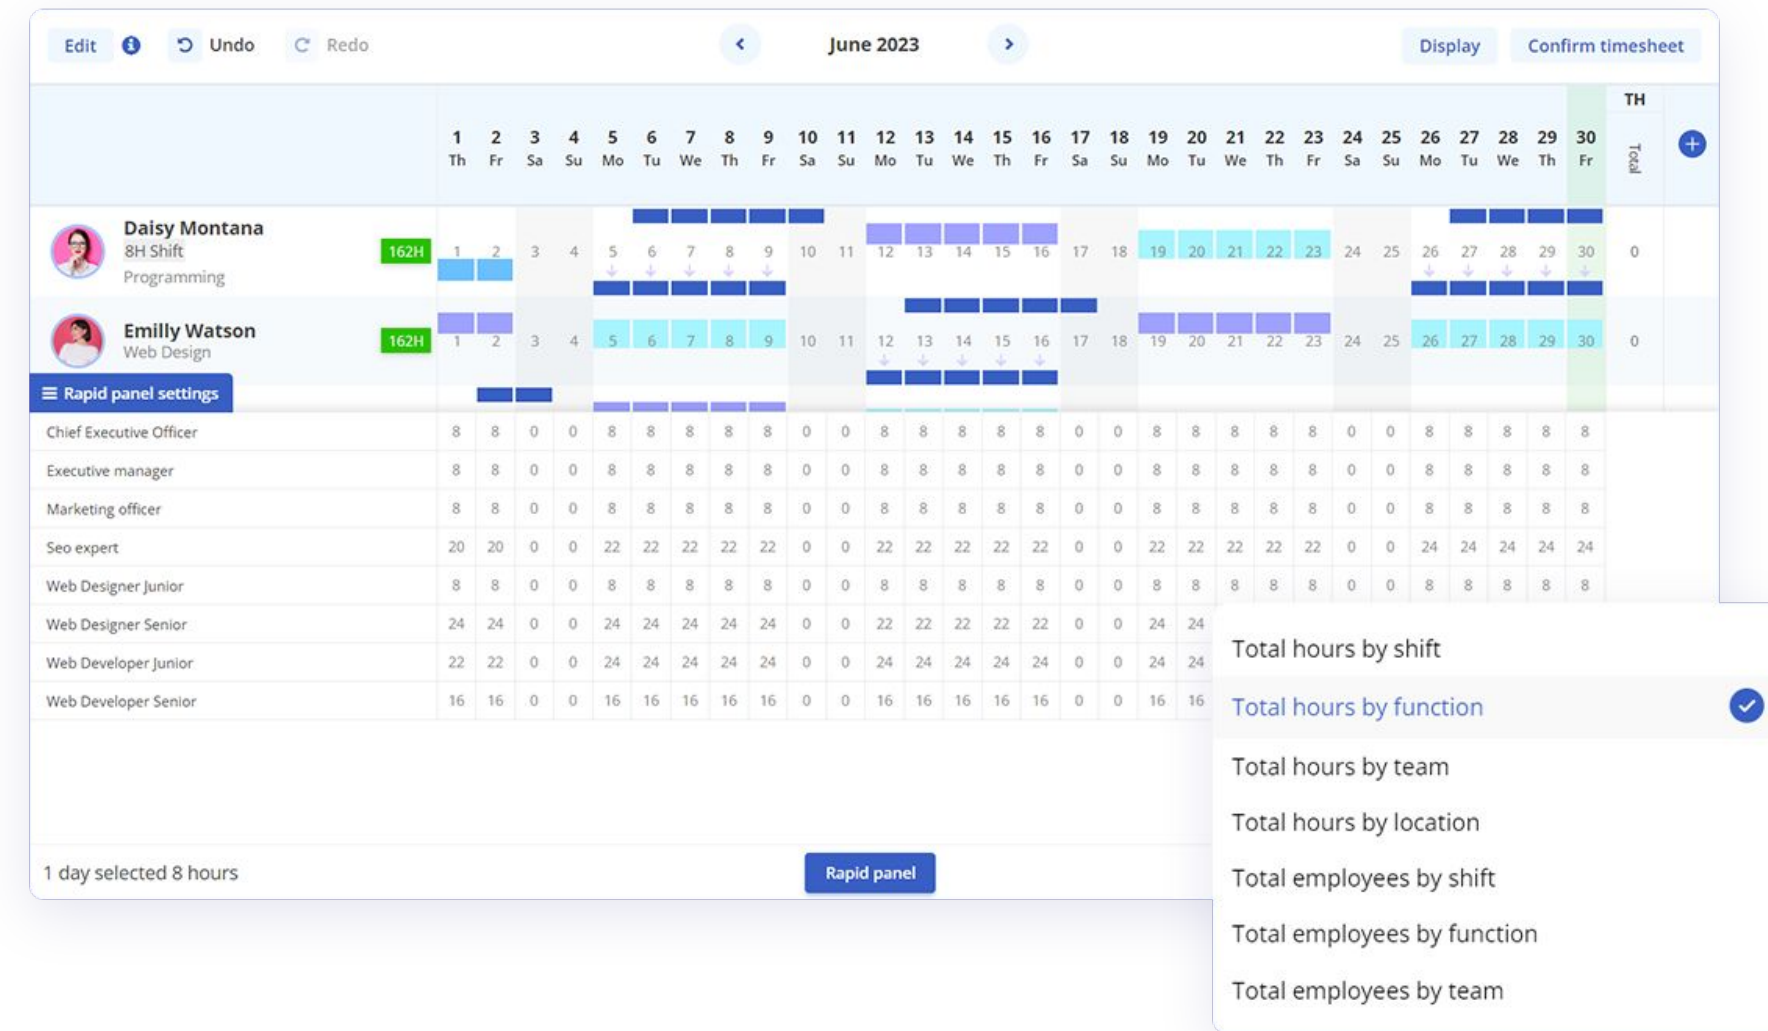 Edit Undo Redo June 2023 Display Confirm timesheet
TH
1 2 3 4 5 6 7 8 9 10 11 12 13 14 15 16 17 18 19 20 21 22 23 24 25 26 27 28 29 30
Th Fr Sa Su Mo Tu We Th Fr Sa Su Mo Tu We Th Fr Sa Su Mo Tu We Th Fr Sa Su Mo Tu We Th Fr Total
Daisy Montana
8H Shift 162H 1 2 3 4 5 6 7 8 9 10 11 12 13 14 15 16 17 18 19 20 21 22 23 24 25 26 27 28 29 30 0
Programming
Emilly Watson
162H 1 2 3 4 5 6 7 8 9 10 11 12 13 14 15 16 17 18 19 20 21 22 23 24 25 26 27 28 29 30 0
Web Design
Rapid panel settings
Chief Executive Officer 8 8 0 0 8 8 8 8 8 0 0 8 8 8 8 8 0 0 8 8 8 8 8 0 0 8 8 8 8 8
Executive manager 8 8 0 0 8 8 8 8 8 0 0 8 8 8 8 8 0 0 8 8 8 8 8 0 0 8 8 8 8 8
Marketing officer 8 8 0 0 8 8 8 8 8 0 0 8 8 8 8 8 0 0 8 8 8 8 8 0 0 8 8 8 8 8
Seo expert 20 20 0 0 22 22 22 22 22 0 0 22 22 22 22 22 0 0 22 22 22 22 22 0 0 24 24 24 24 24
Web Designer Junior 8 8 0 0 8 8 8 8 8 0 0 8 8 8 8 8 0 0 8 8 8 8 8 0 0 8 8 8 8 8
Web Designer Senior 24 24 0 0 24 24 24 24 24 0 0 22 22 22 22 22 0 0 24 24
Web Developer Junior 22 22 0 0 24 24 24 24 24 0 0 24 24 24 24 24 0 0 24 24
Web Developer Senior 16 16 0 0 16 16 16 16 16 0 0 16 16 16 16 16 0 0 16 16
Total hours by shift
Total hours by function
Total hours by team
Total hours by location
Total employees by shift
Total employees by function
Total employees by team
1 day selected 8 hours Rapid panel